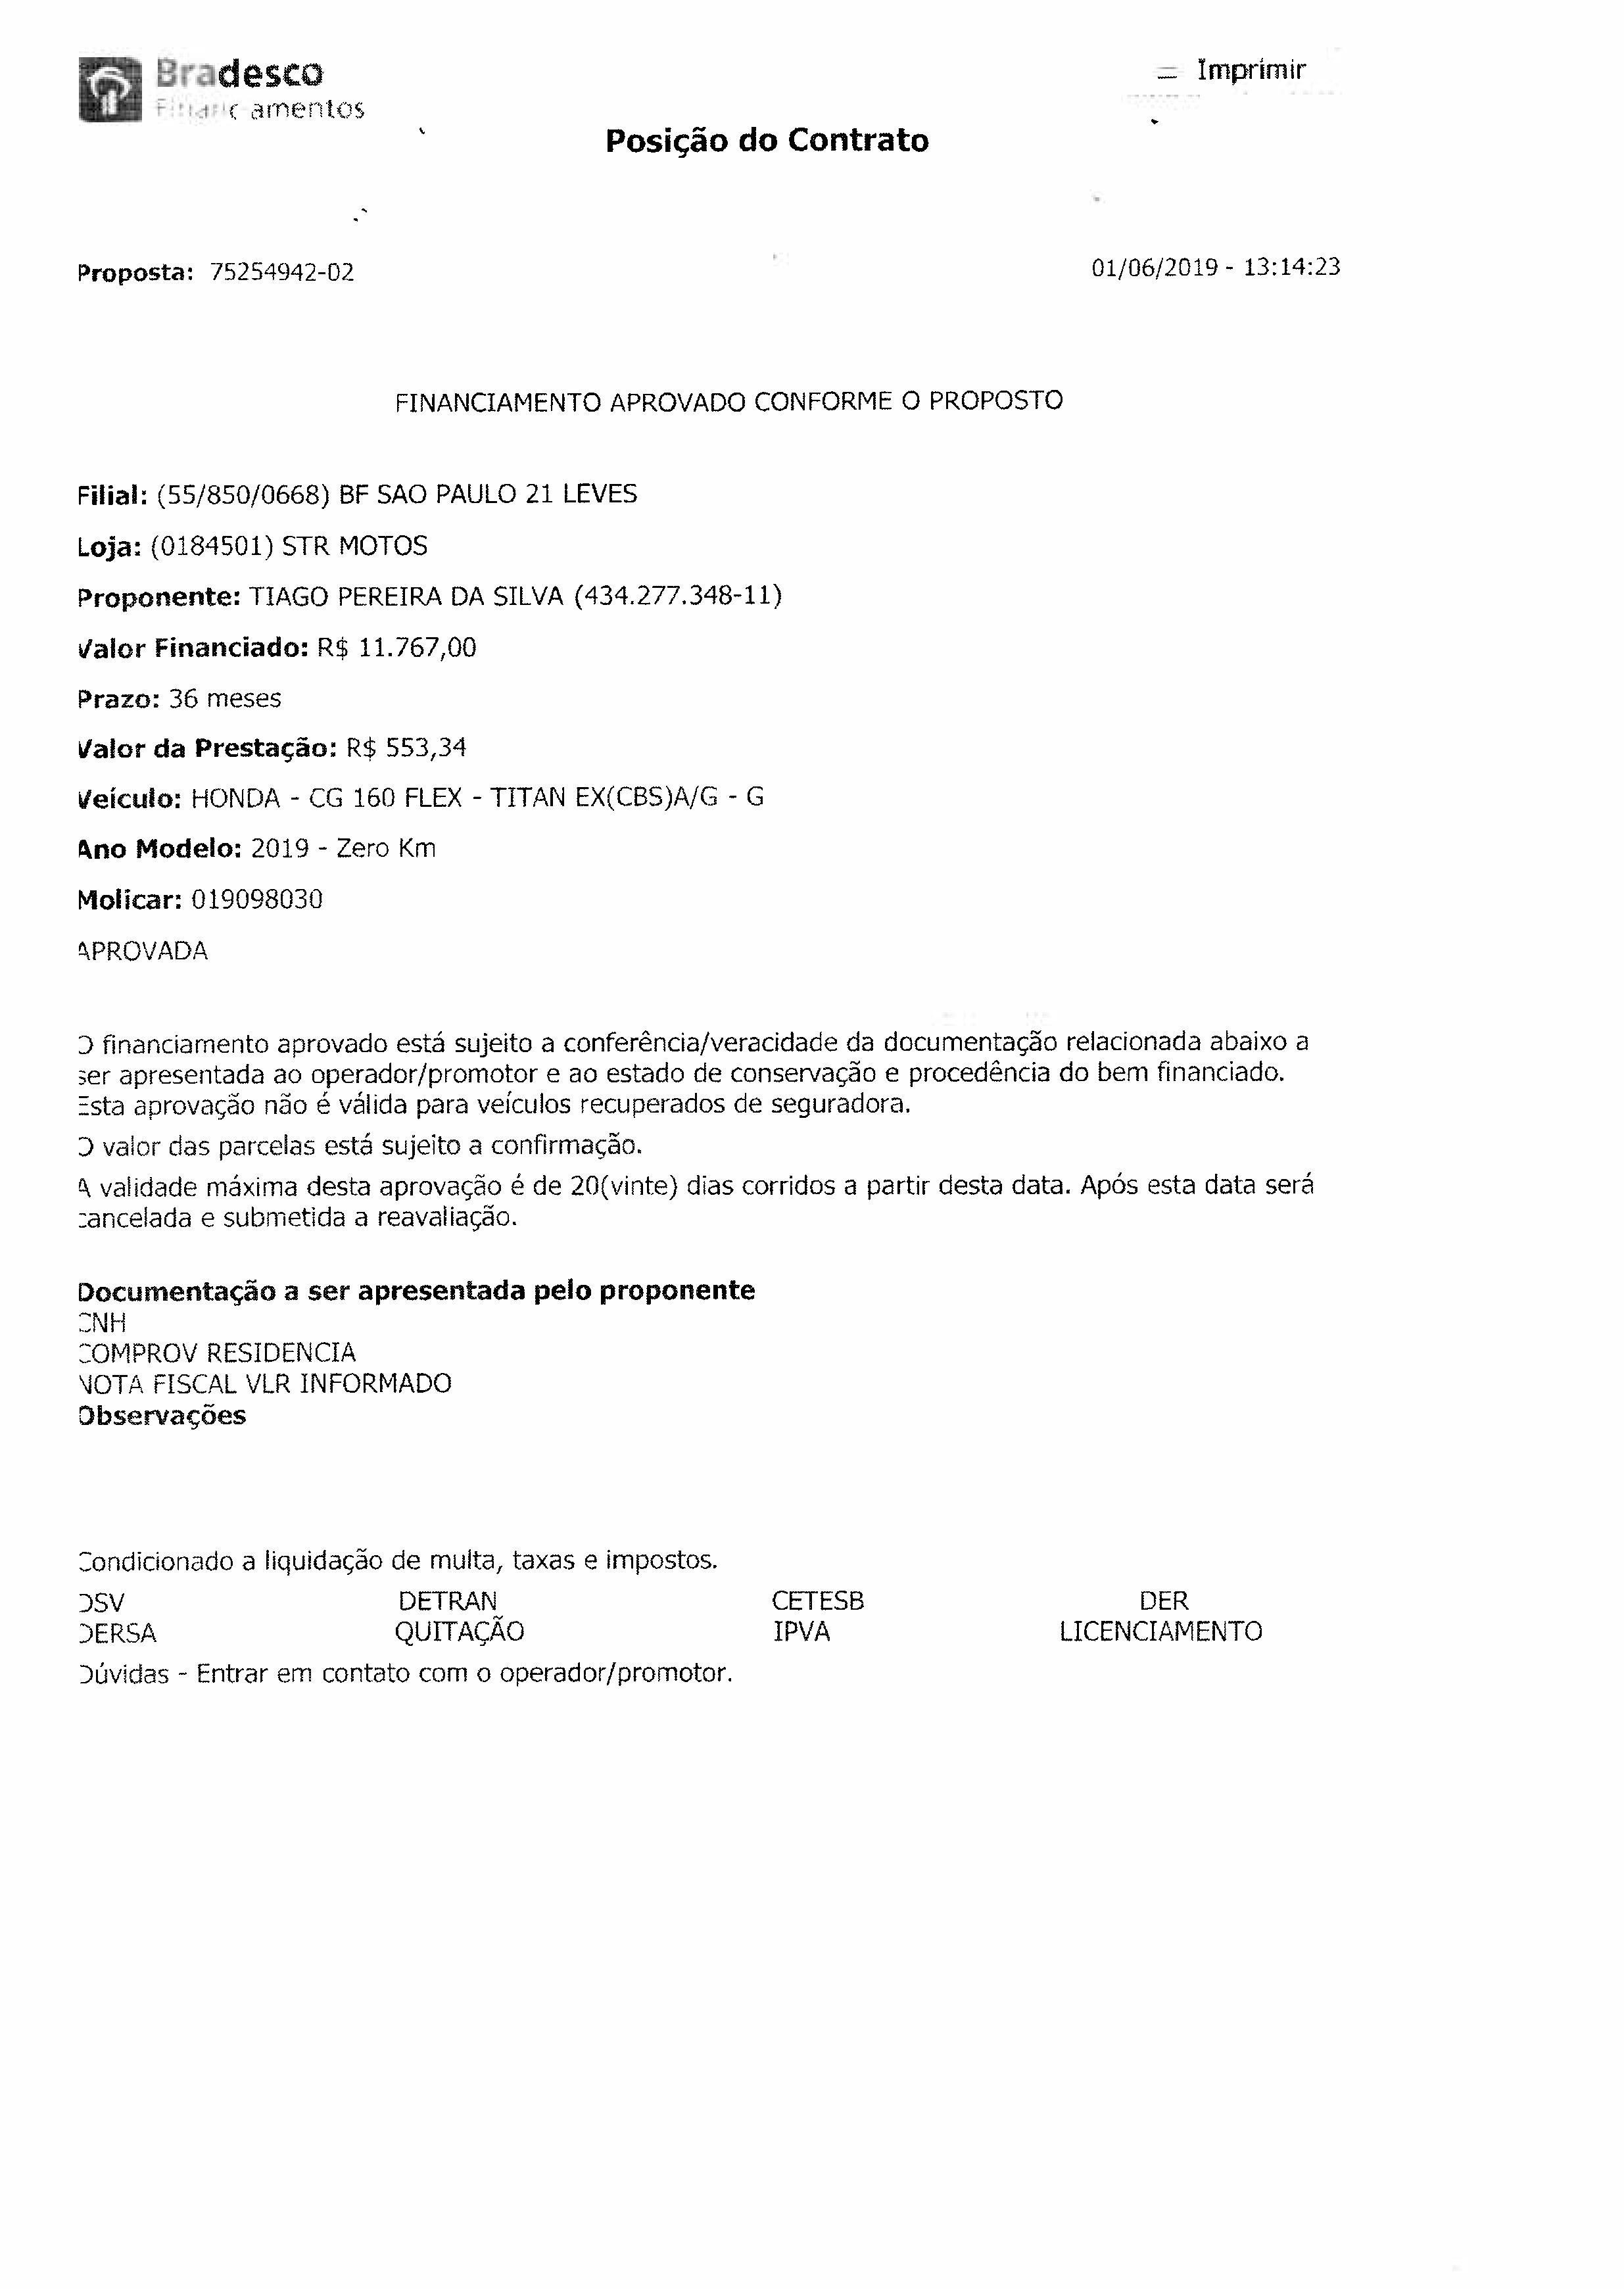 Bradesco
Financiamentos
Imprimir
Posição do Contrato
Proposta: 75254942-02
01/06/2019 - 13:14:23
FINANCIAMENTO APROVADO CONFORME O PROPOSTO
Filial: (55/850/0668) BF SAO PAULO 21 LEVES
Loja: (0184501) STR MOTOS
Proponente: TIAGO PEREIRA DA SILVA (434.277.348-11)
Valor Financiado: R$ 11.767,00
Prazo: 36 meses
Valor da Prestação: R$ 553,34
Veículo: HONDA - CG 160 FLEX - TITAN EX(CBS)A/G - G
Ano Modelo: 2019 - Zero Km
Molicar: 019098030
APROVADA
O financiamento aprovado está sujeito a conferência/veracidade da documentação relacionada abaixo a
ser apresentada ao operador/promotor e ao estado de conservação e procedência do bem financiado.
Esta aprovação não é válida para veículos recuperados de seguradora.
O valor das parcelas está sujeito a confirmação.
A validade máxima desta aprovação é de 20(vinte) dias corridos a partir desta data. Após esta data será
cancelada e submetida a reavaliação.
Documentação a ser apresentada pelo proponente
CNH
COMPROV RESIDENCIA
NOTA FISCAL VLR INFORMADO
Observações
Condicionado a liquidação de multa, taxas e impostos.
DSV DETRAN CETESB DER
DERSA QUITAÇÃO IPVA LICENCIAMENTO
Dúvidas - Entrar em contato com o operador/promotor.